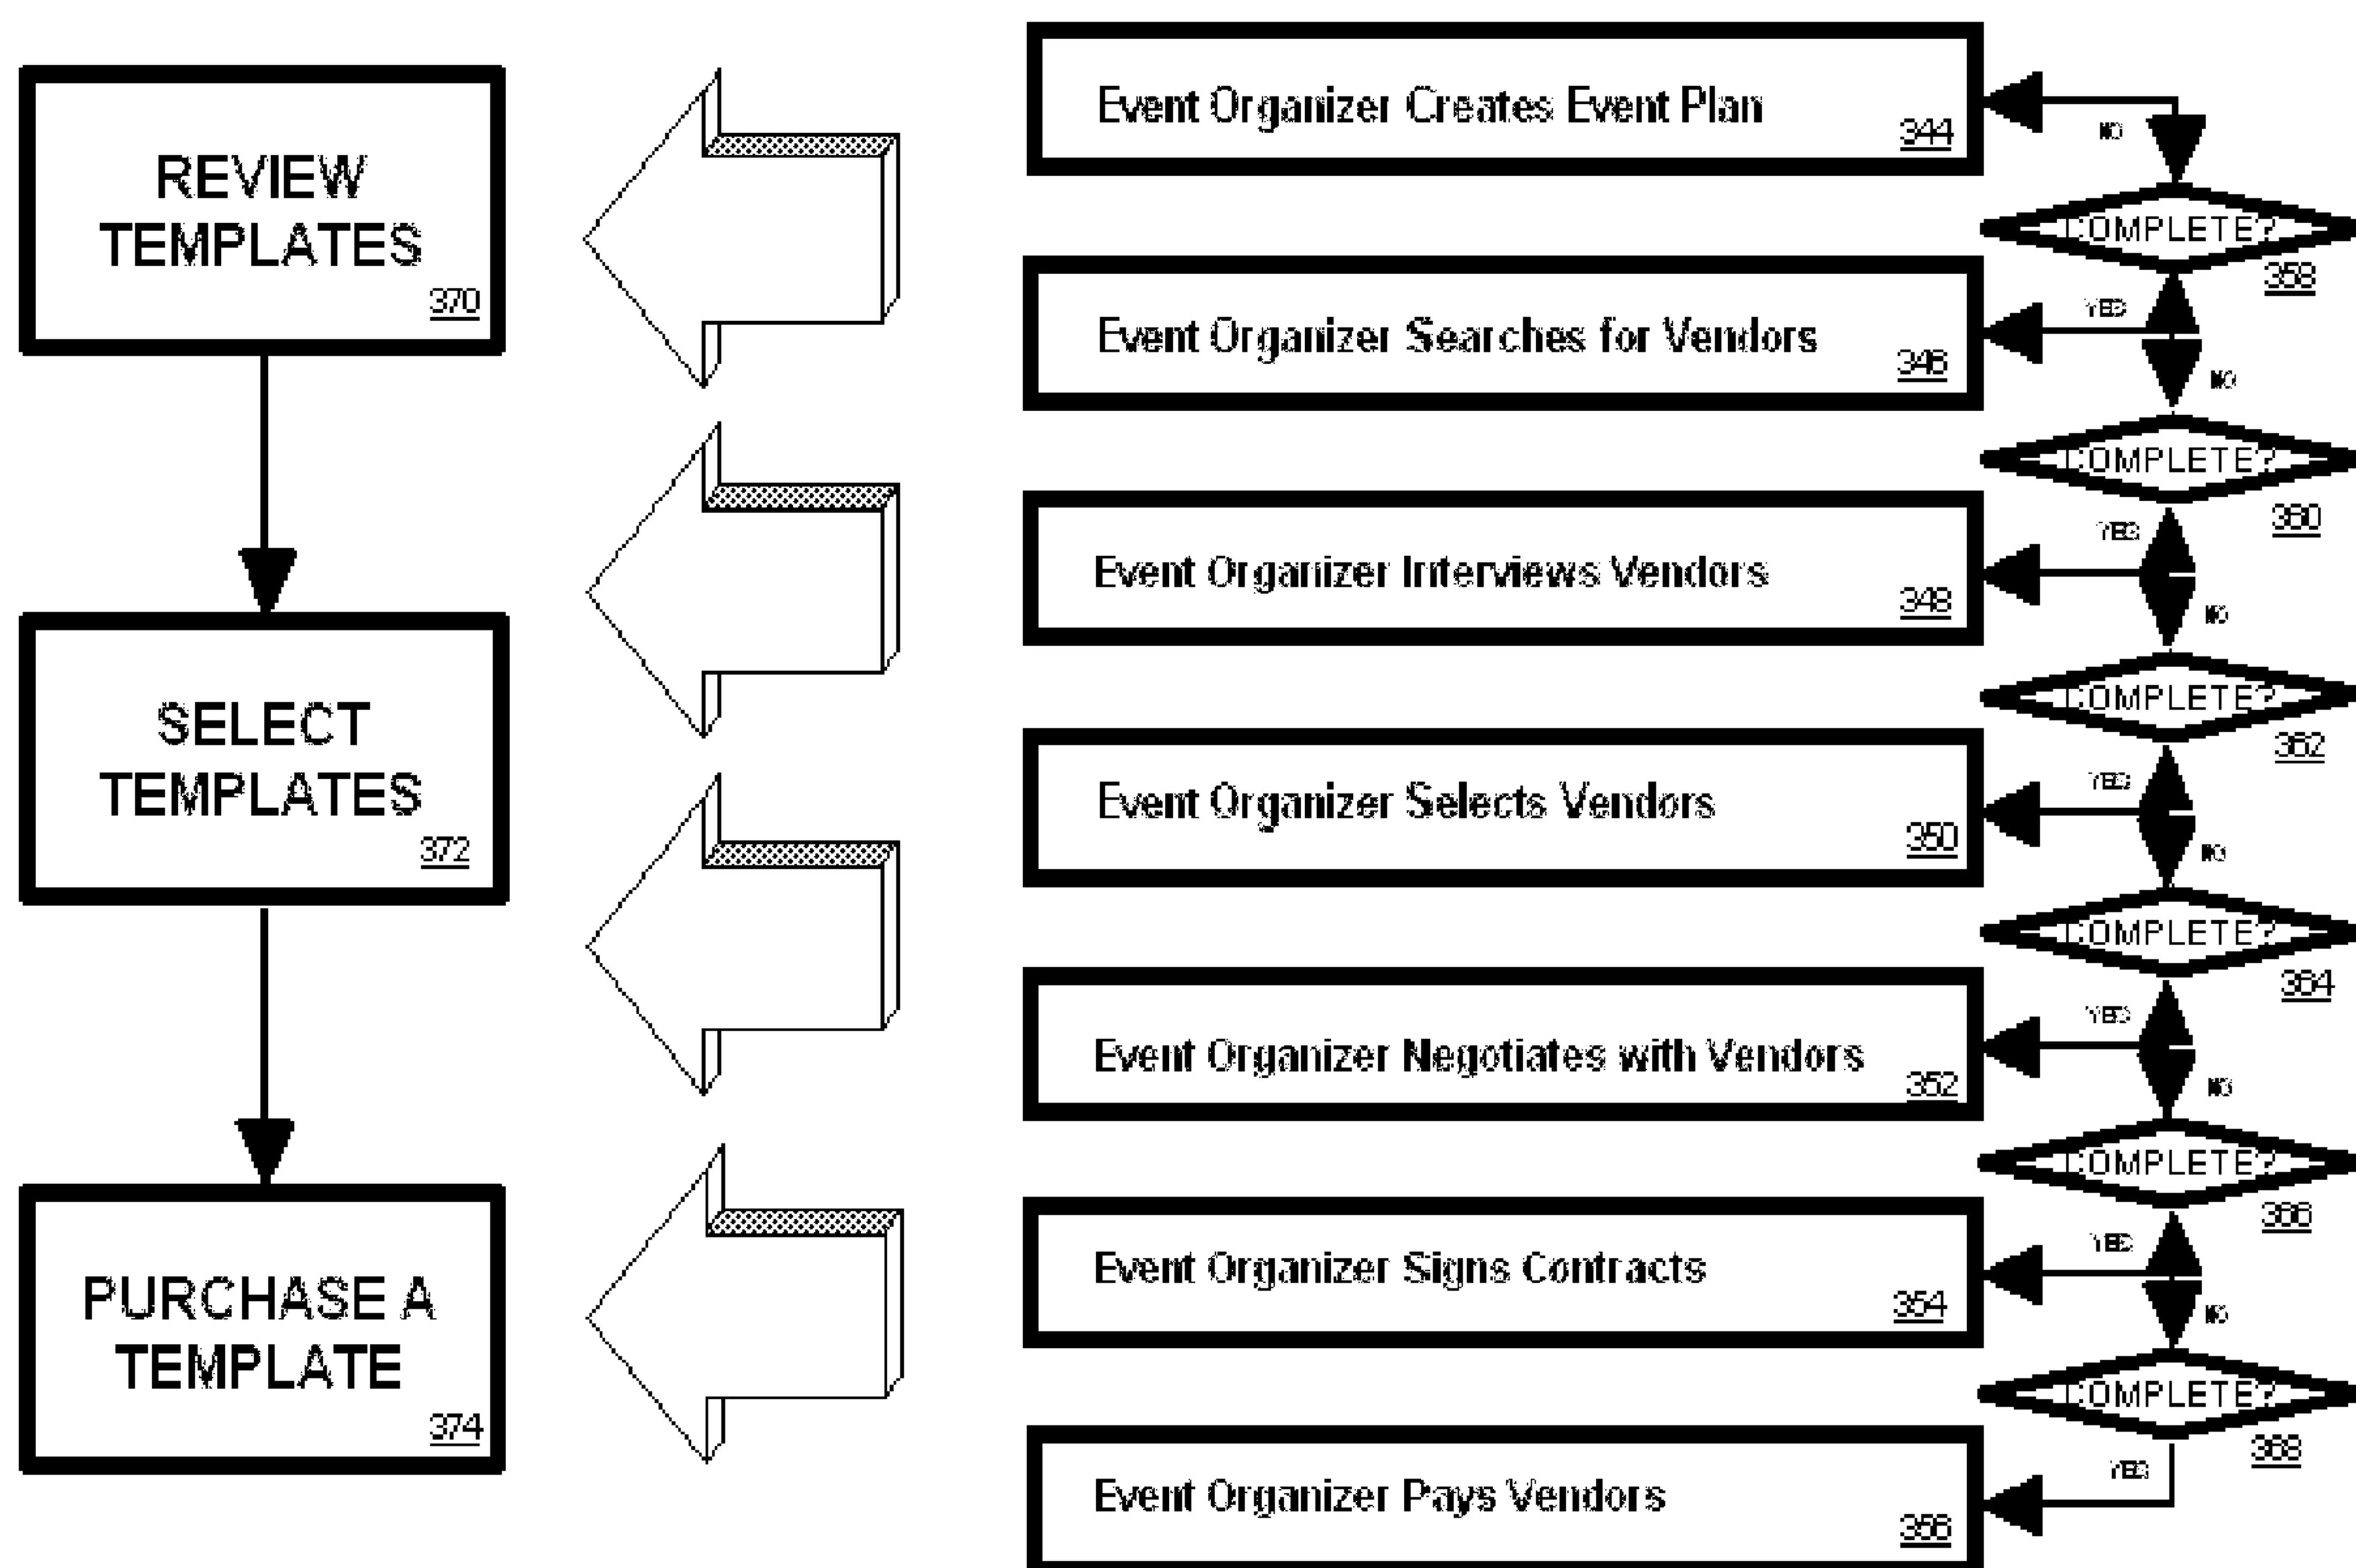 REVIEW
TEMPLATES
370
SELECT
TEMPLATES
372
PURCHASE A
TEMPLATE
374
Event Organizer Creates Event Plan
344
NO
COMPLETE?
358
YES
Event Organizer Searches for Vendors
346
NO
COMPLETE?
360
YES
Event Organizer Interviews Vendors
348
NO
COMPLETE?
362
YES
Event Organizer Selects Vendors
350
NO
COMPLETE?
364
YES
Event Organizer Negotiates with Vendors
352
NO
COMPLETE?
366
YES
Event Organizer Signs Contracts
354
NO
COMPLETE?
368
YES
Event Organizer Pays Vendors
356